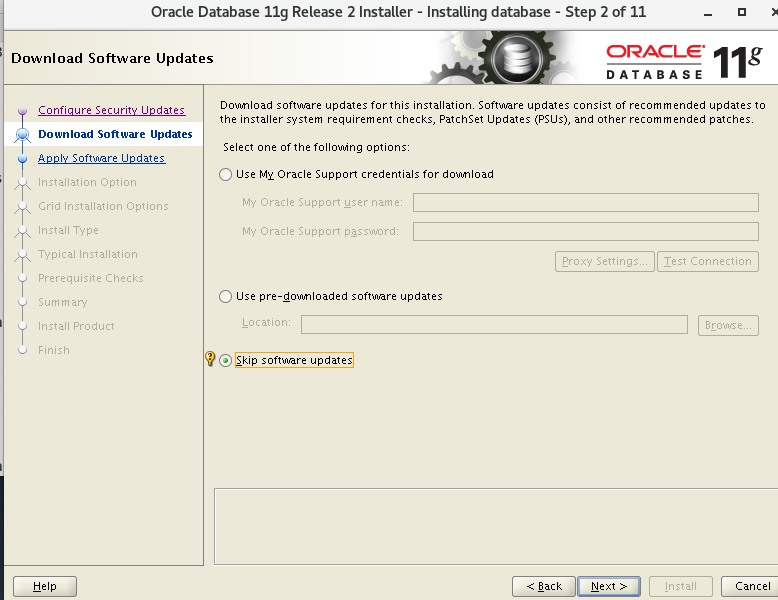 Oracle Database 11g Release 2 Installer - Installing database - Step 2 of 11
Download Software Updates
ORACLE
DATABASE 11g
Configure Security Updates
Download Software Updates
Apply Software Updates
Installation Option
Grid Installation Options
Install Type
Typical Installation
Prerequisite Checks
Summary
Install Product
Finish
Download software updates for this installation. Software updates consist of recommended updates to
the installer system requirement checks, PatchSet Updates (PSUs), and other recommended patches.
Select one of the following options:
Use My Oracle Support credentials for download
My Oracle Support user name:
My Oracle Support password:
Proxy Settings... Test Connection
Use pre-downloaded software updates
Location: Browse...
Skip software updates
Help < Back Next > Install Cancel